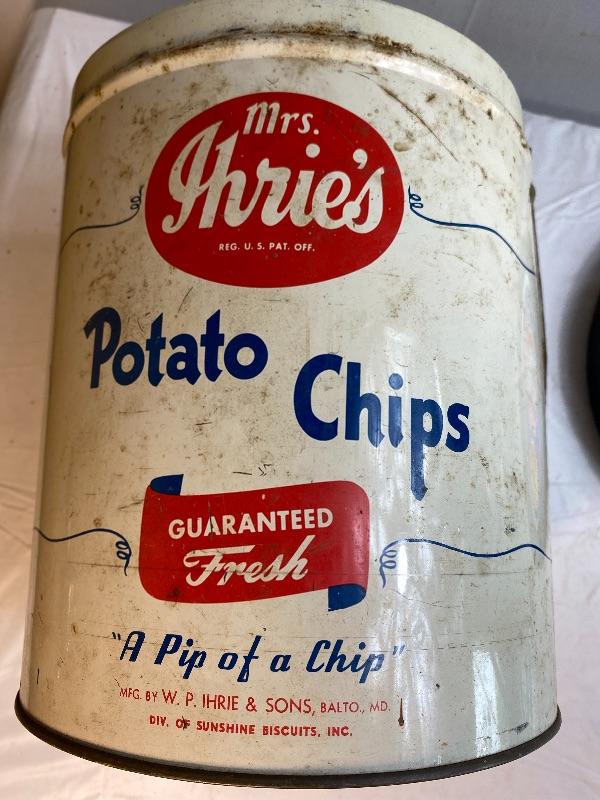 Mrs.
Ihrie's
REG. U. S. PAT. OFF.
Potato
Chips
GUARANTEED
Fresh
"A Pip of a Chip"
MFG. BY W. P. IHRIE & SONS, BALTO., MD.
DIV. OF SUNSHINE BISCUITS, INC.